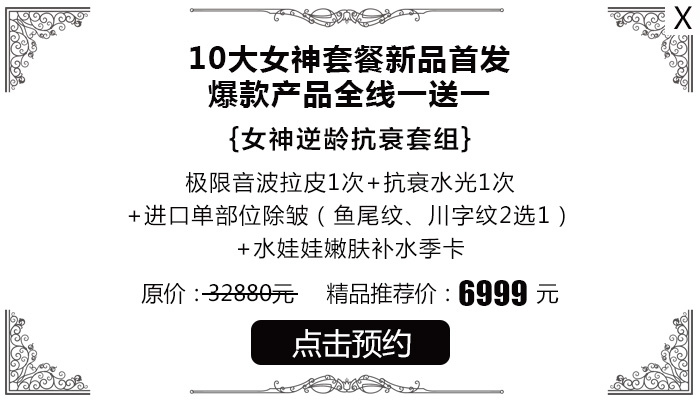 X
10大女神套餐新品首发
爆款产品全线一送一
{女神逆龄抗衰套组}
极限音波拉皮1次+抗衰水光1次
+进口单部位除皱（鱼尾纹、川字纹2选1）
+水娃娃嫩肤补水季卡
原价：32880元 精品推荐价：6999 元
点击预约